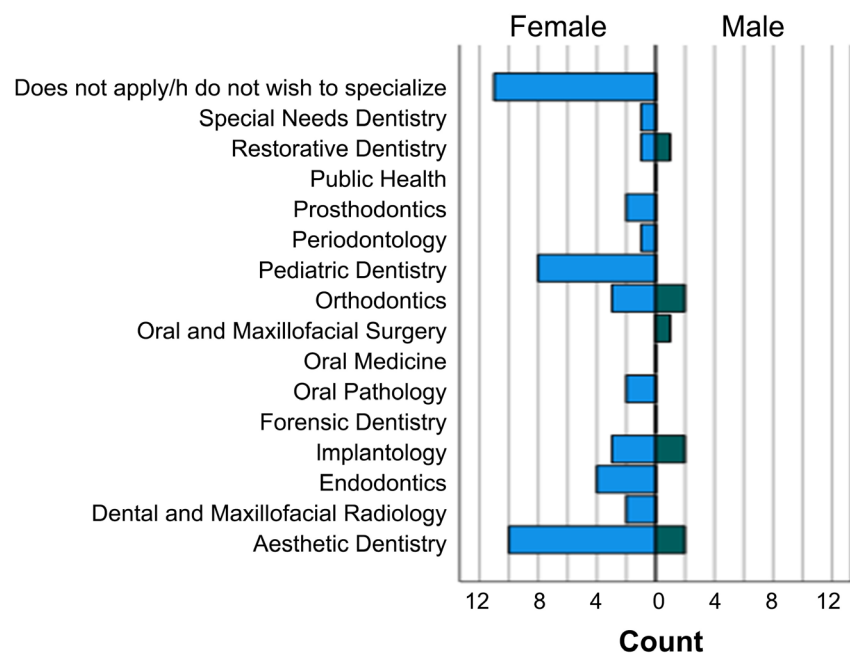 Female Male
Does not apply/h do not wish to specialize
Special Needs Dentistry
Restorative Dentistry
Public Health
Prosthodontics
Periodontology
Pediatric Dentistry
Orthodontics
Oral and Maxillofacial Surgery
Oral Medicine
Oral Pathology
Forensic Dentistry
Implantology
Endodontics
Dental and Maxillofacial Radiology
Aesthetic Dentistry
12 8 4 0 4 8 12
Count